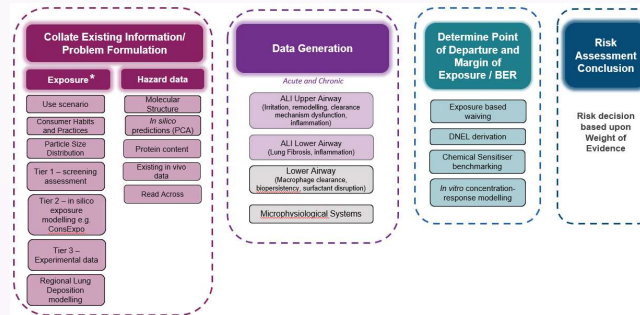 Collate Existing Information/
Problem Formulation
Exposure *
Use scenario
Consumer Habits
and Practices
Particle Size
Distribution
Tier 1 – screening
assessment
Tier 2 – in silico
exposure
modelling e.g.
ConsExpo
Tier 3 –
Experimental data
Regional Lung
Deposition
modelling
Hazard data
Molecular
Structure
In silico
predictions (PCA)
Protein content
Existing in vivo
data
Read Across
Data Generation
Acute and Chronic
ALI Upper Airway
(Irritation, remodelling, clearance
mechanism dysfunction,
inflammation)
ALI Lower Airway
(Lung Fibrosis, inflammation)
Lower Airway
(Macrophage clearance,
biopersistency, surfactant disruption)
Microphysiological Systems
Determine Point
of Departure and
Margin of
Exposure / BER
Exposure based
waiving
DNEL derivation
Chemical Sensitiser
benchmarking
In vitro concentration-
response modelling
Risk
Assessment
Conclusion
Risk decision
based upon
Weight of
Evidence